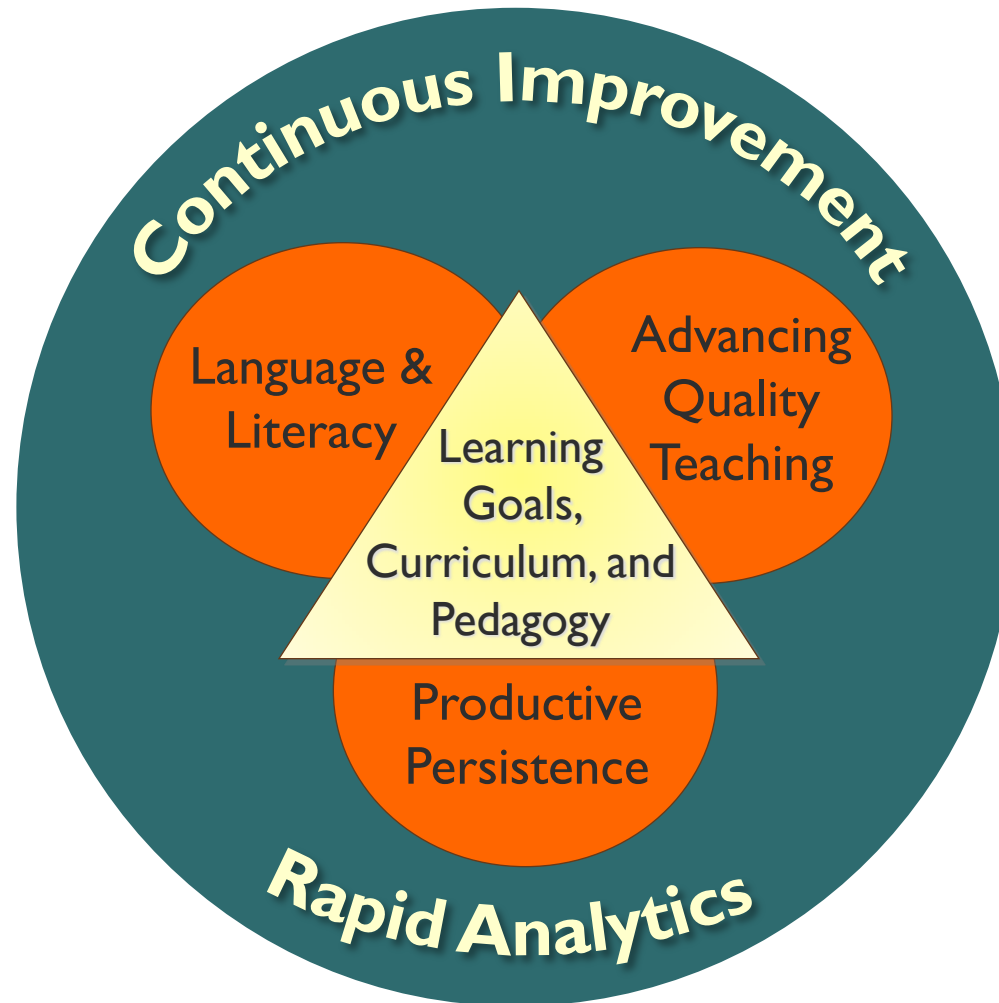 Continuous Improvement
Language &
Literacy
Advancing
Quality
Teaching
Learning
Goals,
Curriculum, and
Pedagogy
Productive
Persistence
Rapid Analytics